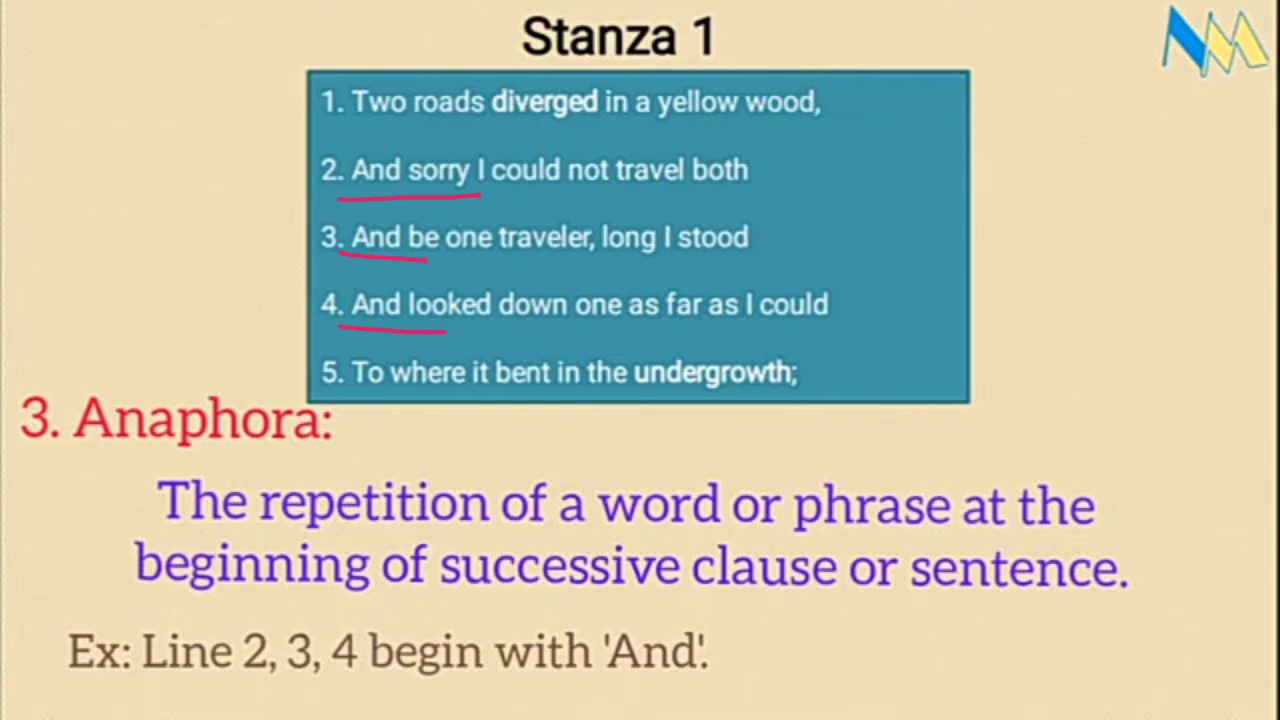 Stanza 1
1. Two roads diverged in a yellow wood,
2. And sorry I could not travel both
3. And be one traveler, long I stood
4. And looked down one as far as I could
5. To where it bent in the undergrowth;
3. Anaphora:
The repetition of a word or phrase at the
beginning of successive clause or sentence.
Ex: Line 2, 3, 4 begin with 'And'.